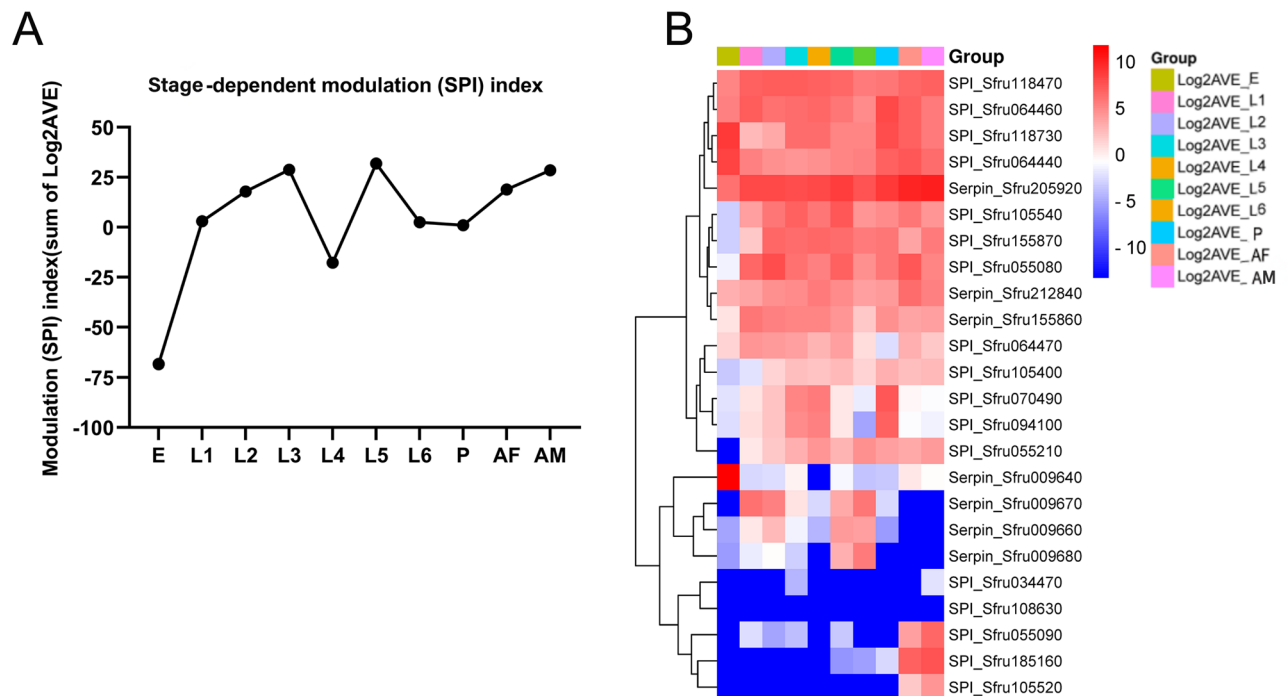 A
Stage-dependent modulation (SPI) index
Modulation (SPI) index(sum of Log2AVE)
50
25
0
-25
-50
-75
-100
E L1 L2 L3 L4 L5 L6 P AF AM
B
Group
SPI_Sfru118470
SPI_Sfru064460
SPI_Sfru118730
SPI_Sfru064440
Serpin_Sfru205920
SPI_Sfru105540
SPI_Sfru155870
SPI_Sfru055080
Serpin_Sfru212840
Serpin_Sfru155860
SPI_Sfru064470
SPI_Sfru105400
SPI_Sfru070490
SPI_Sfru094100
SPI_Sfru055210
Serpin_Sfru009640
Serpin_Sfru009670
Serpin_Sfru009660
Serpin_Sfru009680
SPI_Sfru034470
SPI_Sfru108630
SPI_Sfru055090
SPI_Sfru185160
SPI_Sfru105520
10
5
0
- 5
- 10
Group
Log2AVE_E
Log2AVE_L1
Log2AVE_L2
Log2AVE_L3
Log2AVE_L4
Log2AVE_L5
Log2AVE_L6
Log2AVE_ P
Log2AVE_ AF
Log2AVE_ AM